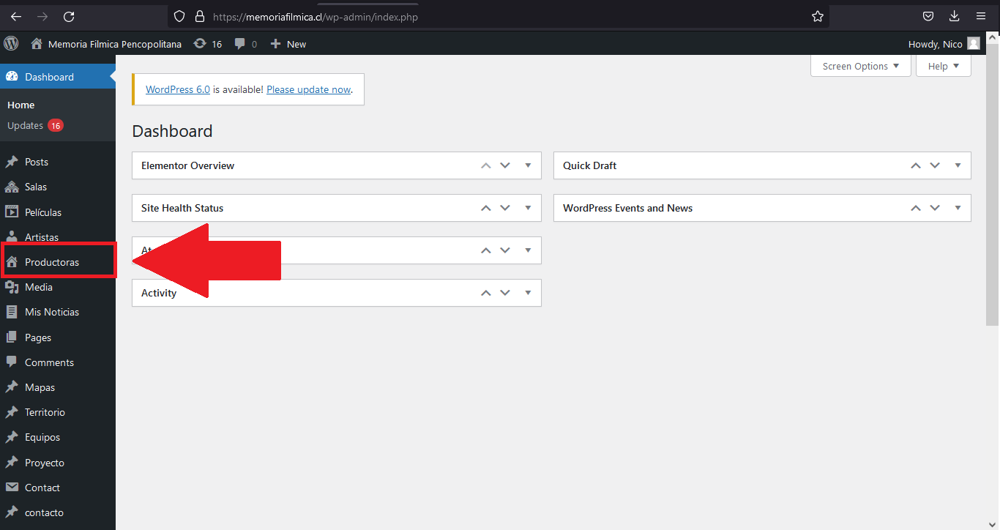 https://memoriafilmica.cl/wp-admin/index.php
Memoria Filmica Pencopolitana 16 0 New Howdy, Nico
Screen Options Help
Dashboard
Home
Updates 16
Posts
Salas
Películas
Artistas
Productoras
Media
Mis Noticias
Pages
Comments
Mapas
Territorio
Equipos
Proyecto
Contact
contacto
WordPress 6.0 is available! Please update now.
Dashboard
Elementor Overview
Site Health Status
Activity
Quick Draft
WordPress Events and News